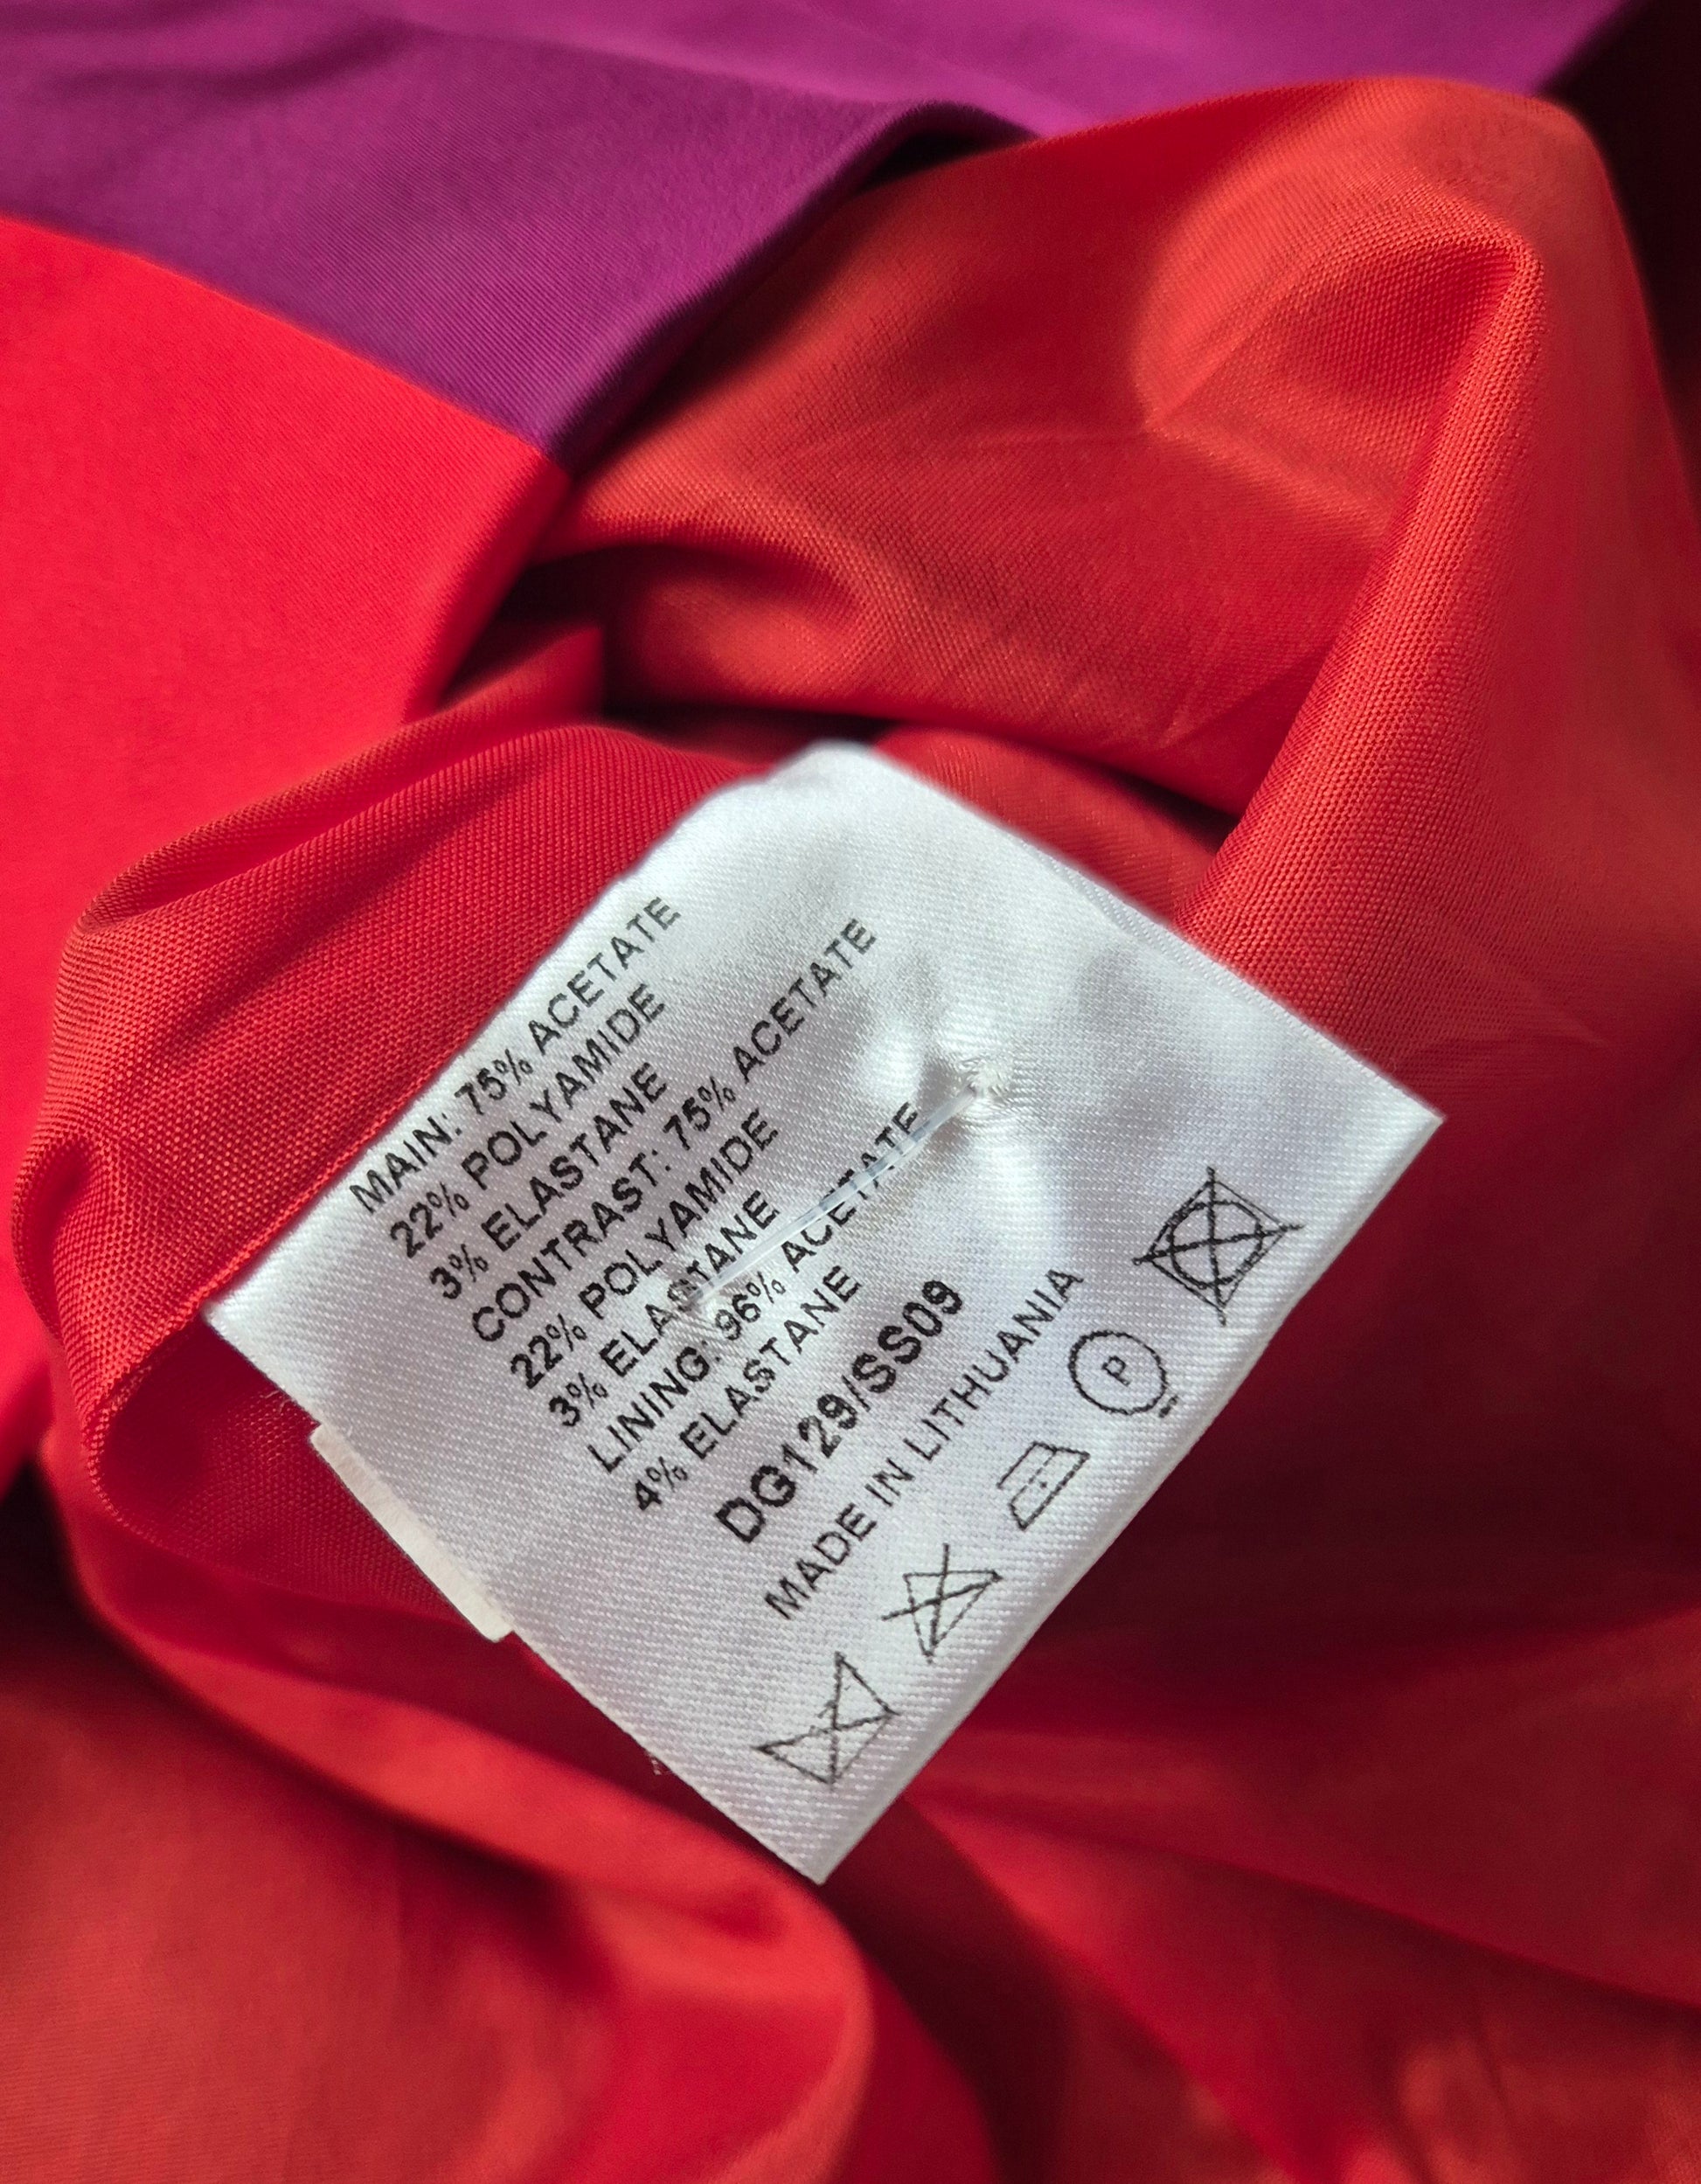 MAIN: 75% ACETATE
22% POLYAMIDE
3% ELASTANE
CONTRAST: 75% ACETATE
22% POLYAMIDE
3% ELASTANE
LINING: 96% ACETATE
4% ELASTANE
DG129/SS09
MADE IN LITHUANIA
P